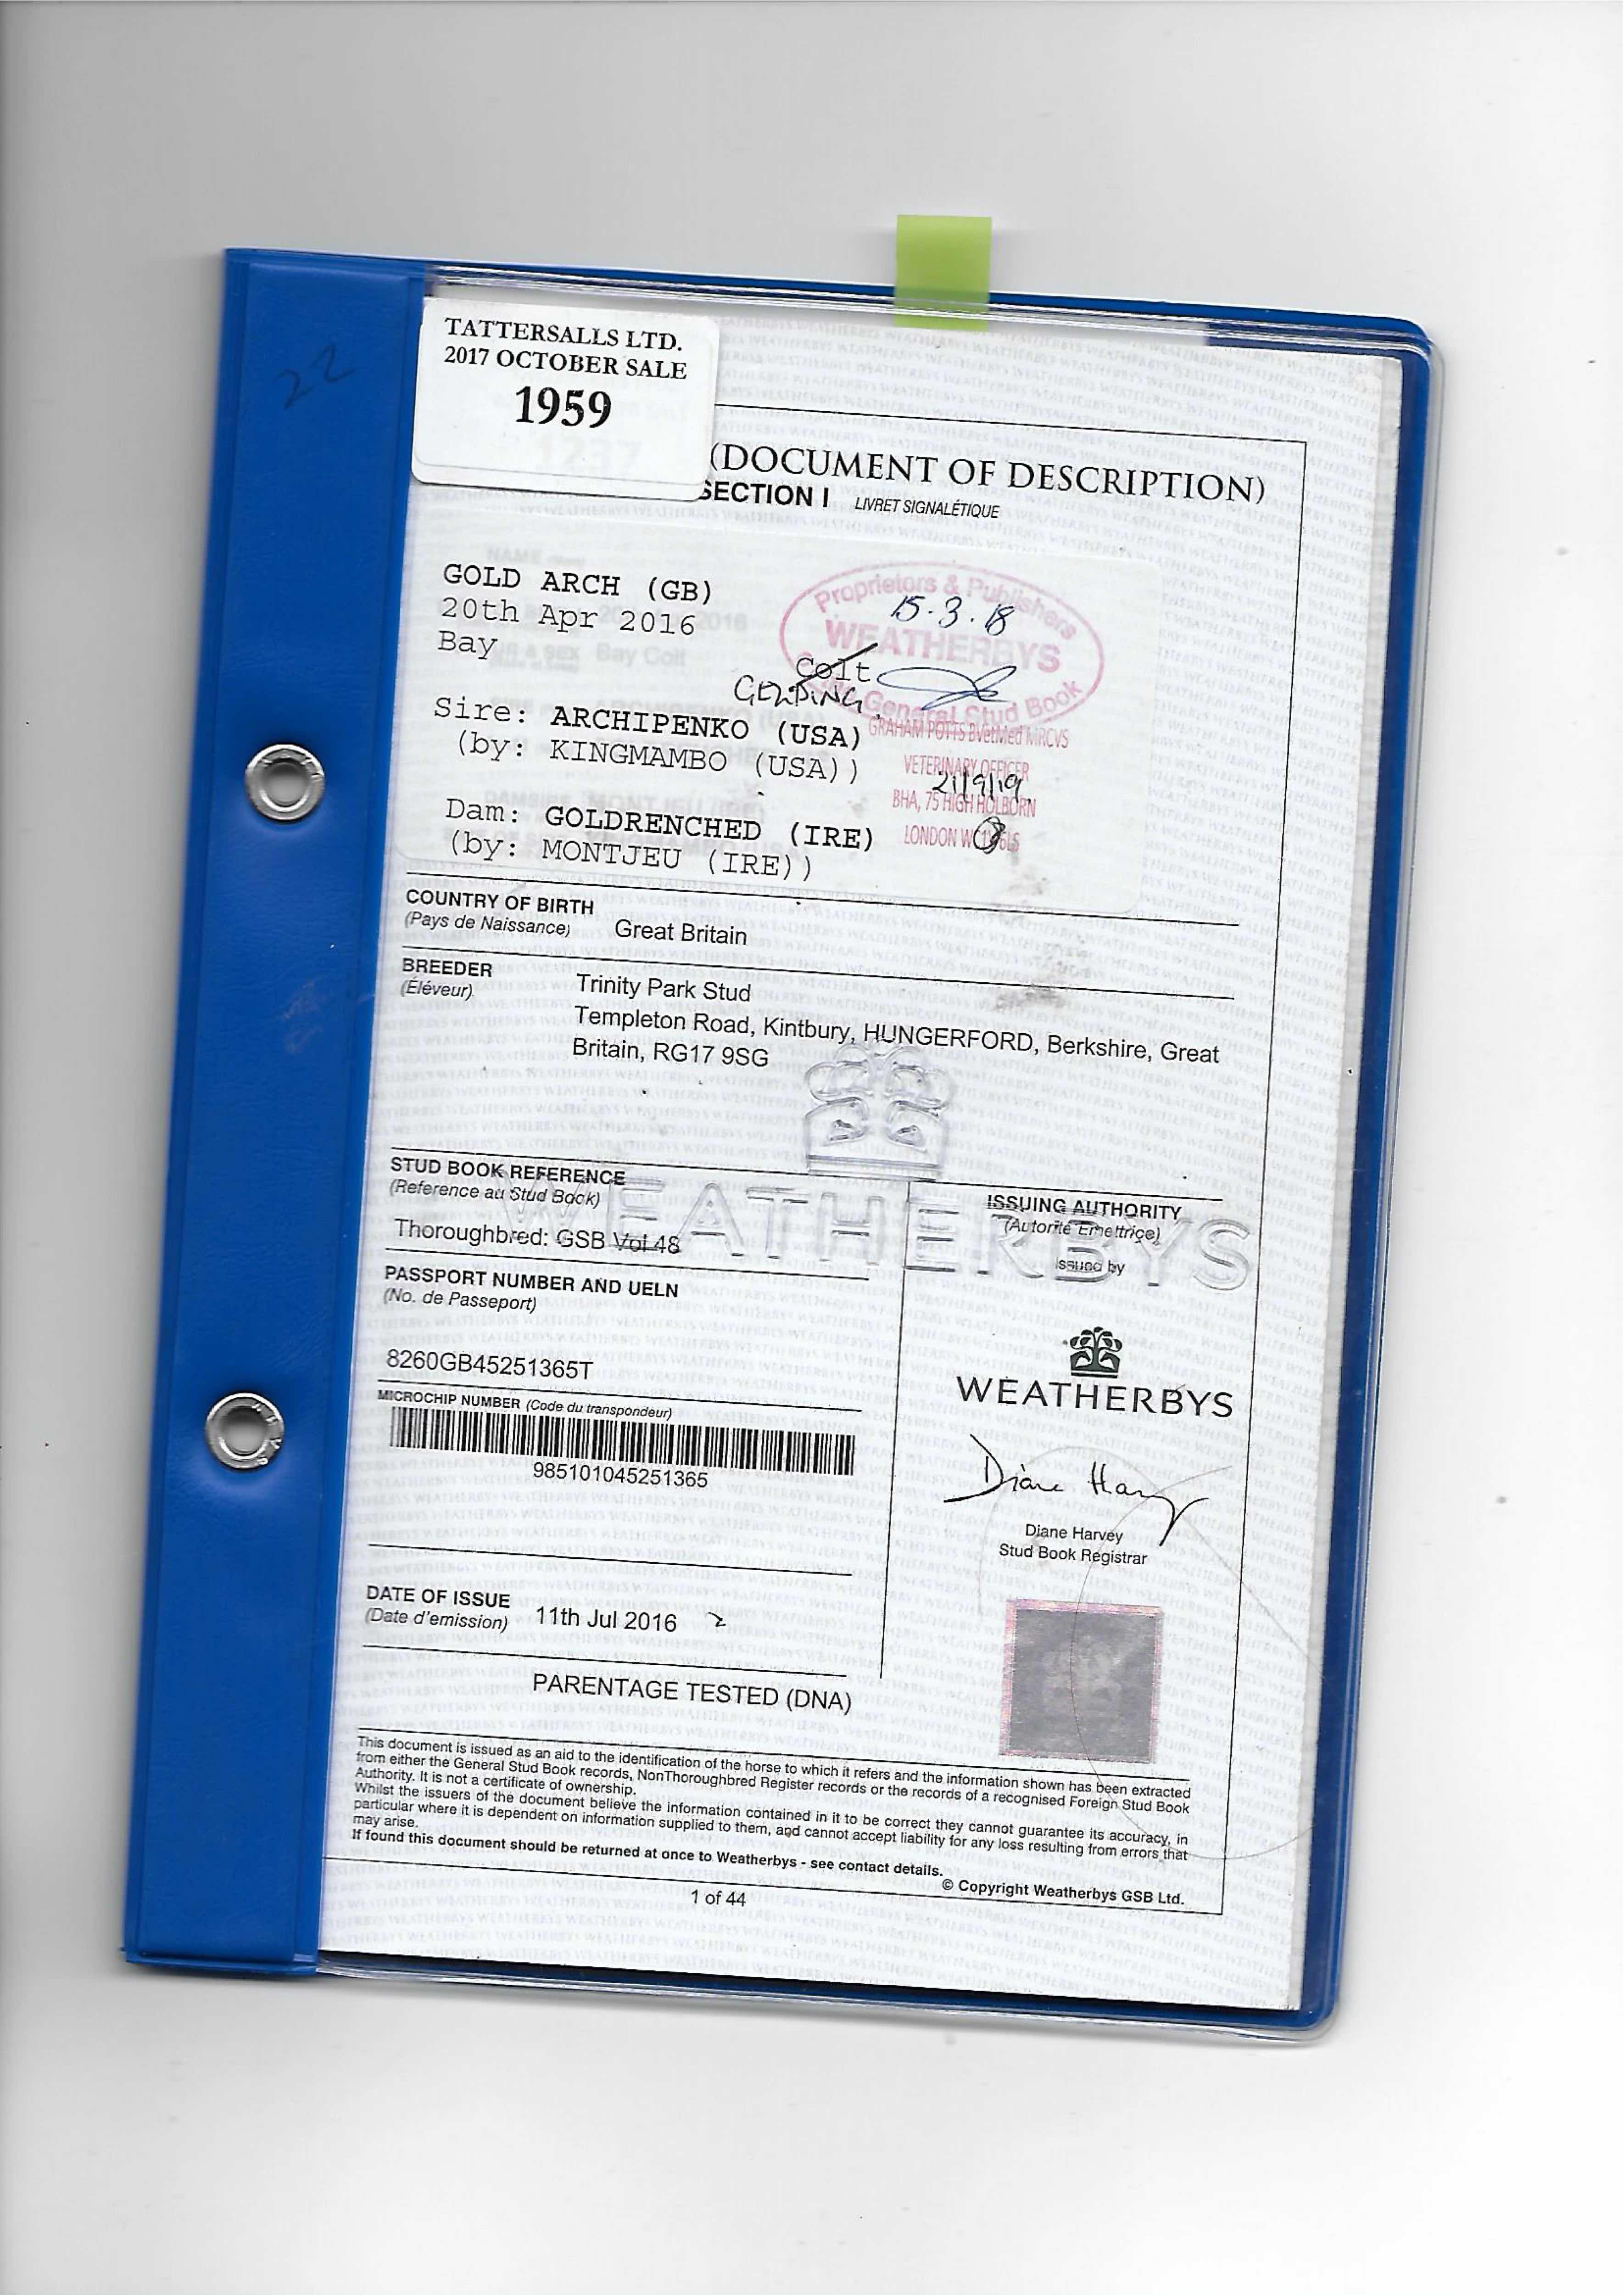 22
TATTERSALLS LTD.
2017 OCTOBER SALE
1959
1237
(DOCUMENT OF DESCRIPTION)
SECTION I LIVRET SIGNALÉTIQUE
GOLD ARCH (GB)
20th Apr 2016
Bay
Colt
GELDING.
Proprietors & Publishers
15.3.18
WEATHERBYS
General Stud Book
Sire: ARCHIPENKO (USA)
(by: KINGMAMBO (USA))
GRAHAM POTTS BVetMed MRCVS
VETERINARY OFFICER
21/9/19
BHA, 75 HIGH HOLBORN
LONDON
Dam: GOLDRENCHED (IRE)
(by: MONTJEU (IRE))
COUNTRY OF BIRTH
(Pays de Naissance) Great Britain
BREEDER
(Éléveur)
Trinity Park Stud
Templeton Road, Kintbury, HUNGERFORD, Berkshire, Great
Britain, RG17 9SG
WEATHERBYS
STUD BOOK REFERENCE
(Reference au Stud Book)
Thoroughbred: GSB Vol 48
PASSPORT NUMBER AND UELN
(No. de Passeport)
8260GB45251365T
MICROCHIP NUMBER (Code du transpondeur)
985101045251365
ISSUING AUTHORITY
(Autorité Emettrice)
Issued by
WEATHERBYS
Diane Harvey
Diane Harvey
Stud Book Registrar
DATE OF ISSUE
(Date d'emission) 11th Jul 2016
PARENTAGE TESTED (DNA)
This document is issued as an aid to the identification of the horse to which it refers and the information shown has been extracted
from either the General Stud Book records, NonThoroughbred Register records or the records of a recognised Foreign Stud Book
Authority. It is not a certificate of ownership.
Whilst the issuers of the document believe the information contained in it to be correct they cannot guarantee its accuracy, in
particular where it is dependent on information supplied to them, and cannot accept liability for any loss resulting from errors that
may arise.
If found this document should be returned at once to Weatherbys - see contact details.
© Copyright Weatherbys GSB Ltd.
1 of 44